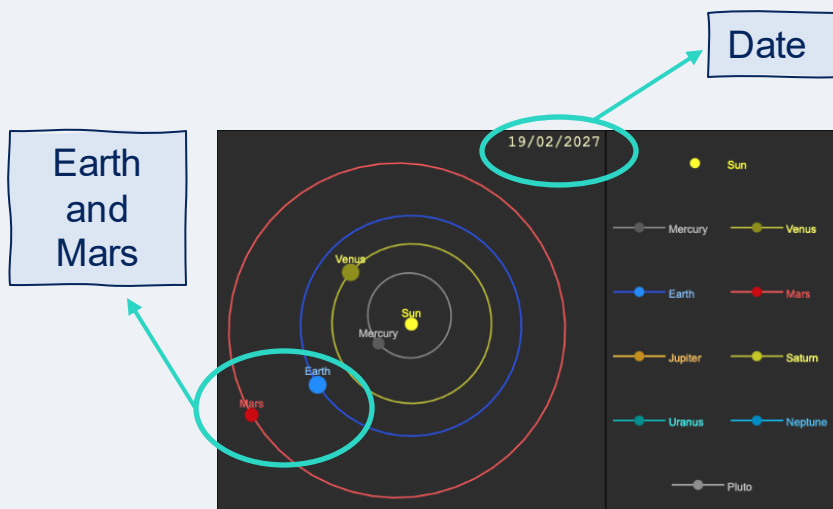 Date
Earth
and
Mars
19/02/2027
Venus
Sun
Mercury
Earth
Mars
Sun
Mercury
Venus
Earth
Mars
Jupiter
Saturn
Uranus
Neptune
Pluto